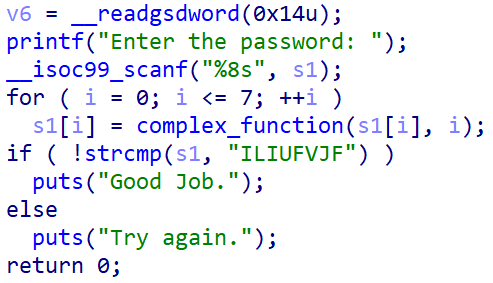 v6 = __readgsdword(0x14u);
printf("Enter the password: ");
__isoc99_scanf("%8s", s1);
for ( i = 0; i <= 7; ++i )
  s1[i] = complex_function(s1[i], i);
if ( !strcmp(s1, "ILIUFVJF") )
  puts("Good Job.");
else
  puts("Try again.");
return 0;